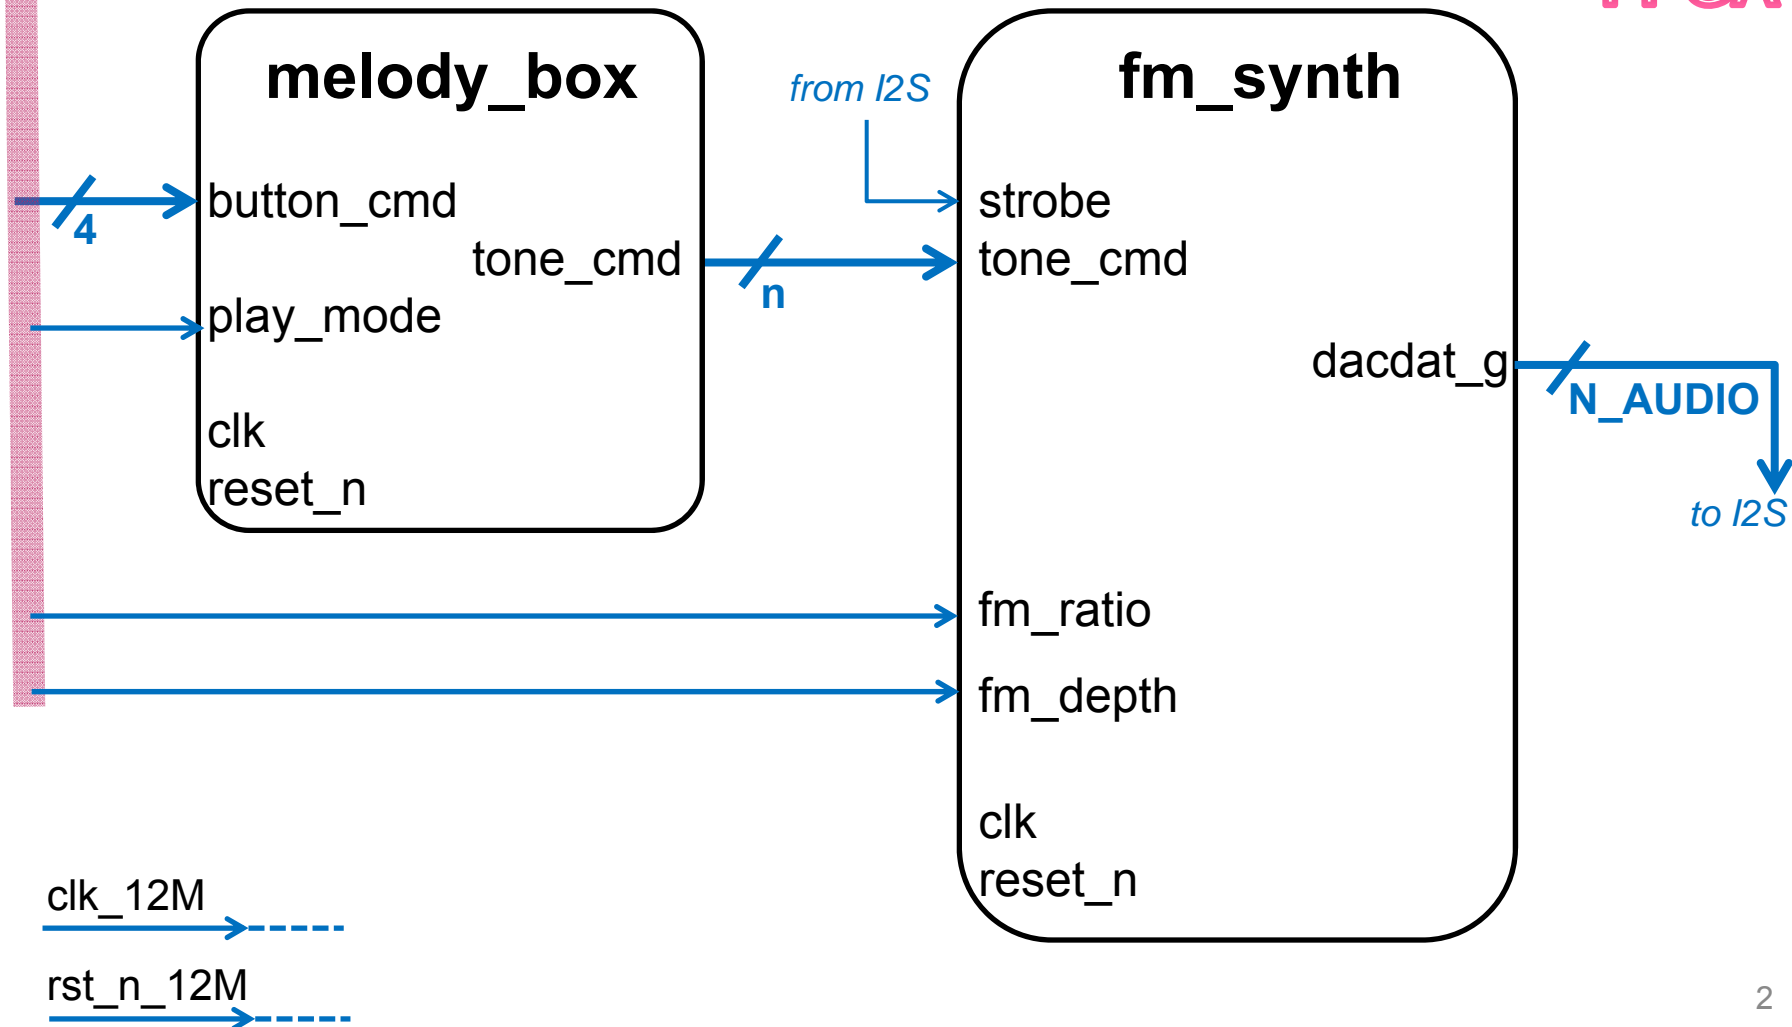 melody_box
fm_synth
from I2S
button_cmd
4
strobe
tone_cmd
n
tone_cmd
play_mode
dacdat_g
N_AUDIO
clk
reset_n
to I2S
fm_ratio
fm_depth
clk
reset_n
clk_12M
rst_n_12M
2